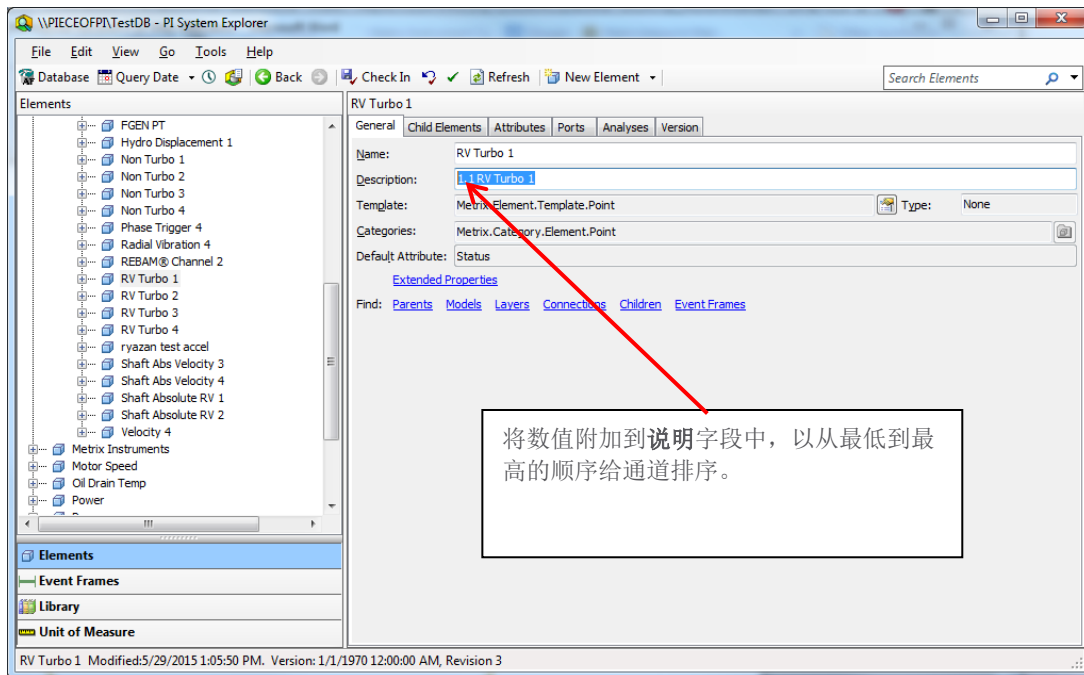 \\PIECEOFPI\TestDB - PI System Explorer
File Edit View Go Tools Help
Database Query Date Back Check In Refresh New Element Search Elements
Elements
FGEN PT
Hydro Displacement 1
Non Turbo 1
Non Turbo 2
Non Turbo 3
Non Turbo 4
Phase Trigger 4
Radial Vibration 4
REBAM® Channel 2
RV Turbo 1
RV Turbo 2
RV Turbo 3
RV Turbo 4
ryazan test accel
Shaft Abs Velocity 3
Shaft Abs Velocity 4
Shaft Absolute RV 1
Shaft Absolute RV 2
Velocity 4
Metrix Instruments
Motor Speed
Oil Drain Temp
Power
Elements
Event Frames
Library
Unit of Measure
RV Turbo 1
General Child Elements Attributes Ports Analyses Version
Name: RV Turbo 1
Description: 1.1 RV Turbo 1
Template: Metrix.Element.Template.Point Type: None
Categories: Metrix.Category.Element.Point
Default Attribute: Status
Extended Properties
Find: Parents Models Layers Connections Children Event Frames
将数值附加到说明字段中，以从最低到最
高的顺序给通道排序。
RV Turbo 1 Modified:5/29/2015 1:05:50 PM. Version: 1/1/1970 12:00:00 AM, Revision 3